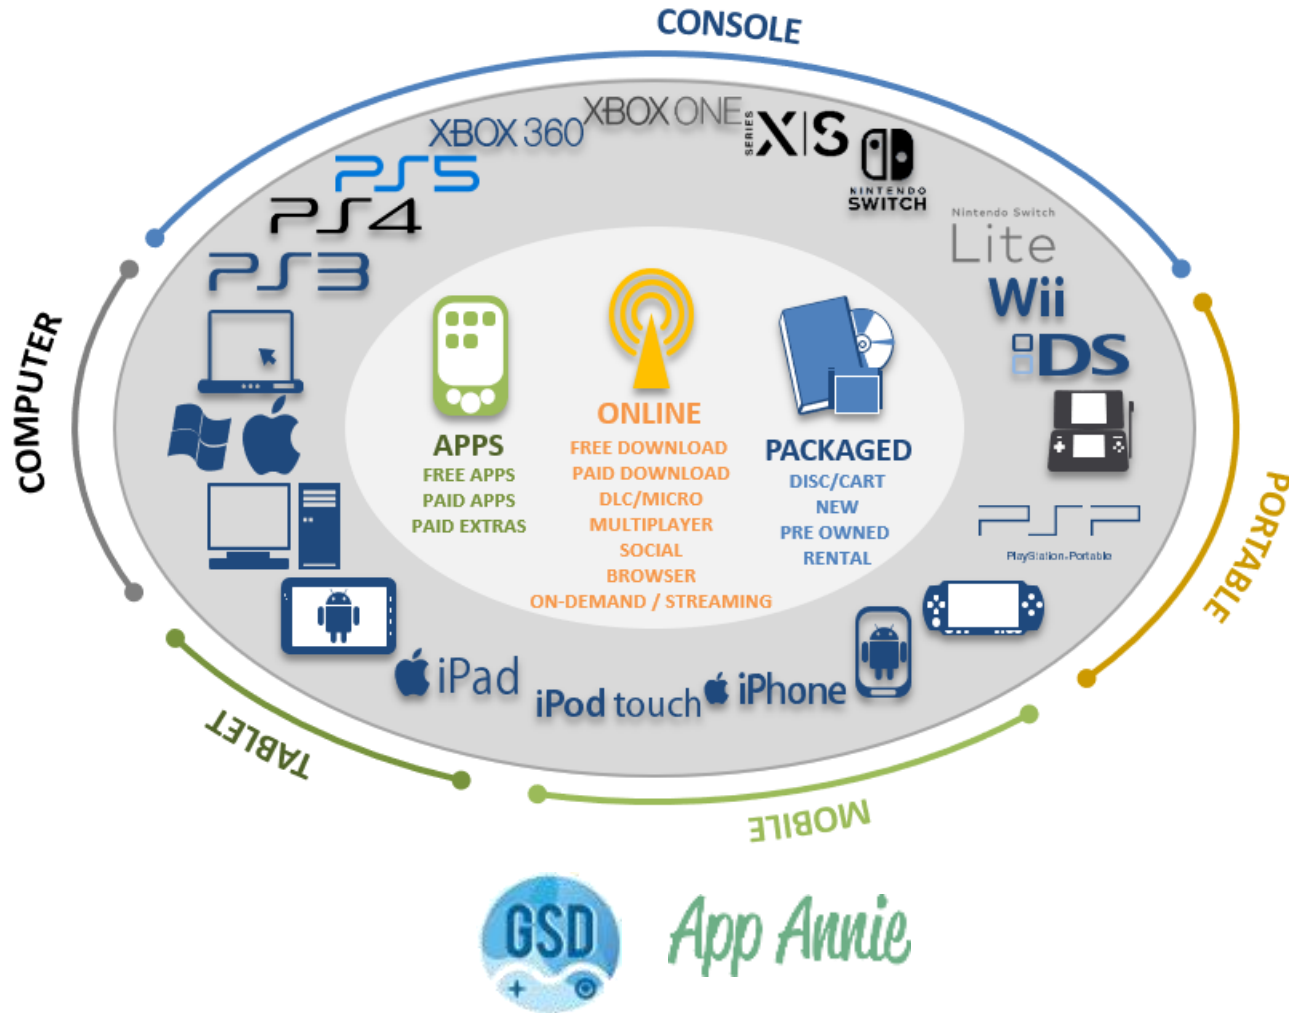 CONSOLE
XBOX 360
XBOX ONE
SERIES
X|S
PS5
PS4
PS3
NINTENDO
SWITCH
Nintendo Switch
Lite
Wii
DS
COMPUTER
APPS
FREE APPS
PAID APPS
PAID EXTRAS
ONLINE
FREE DOWNLOAD
PAID DOWNLOAD
DLC/MICRO
MULTIPLAYER
SOCIAL
BROWSER
ON-DEMAND / STREAMING
PACKAGED
DISC/CART
NEW
PRE OWNED
RENTAL
PSP
PlayStation Portable
PORTABLE
iPad
iPod touch
iPhone
TABLET
MOBILE
GSD
App Annie